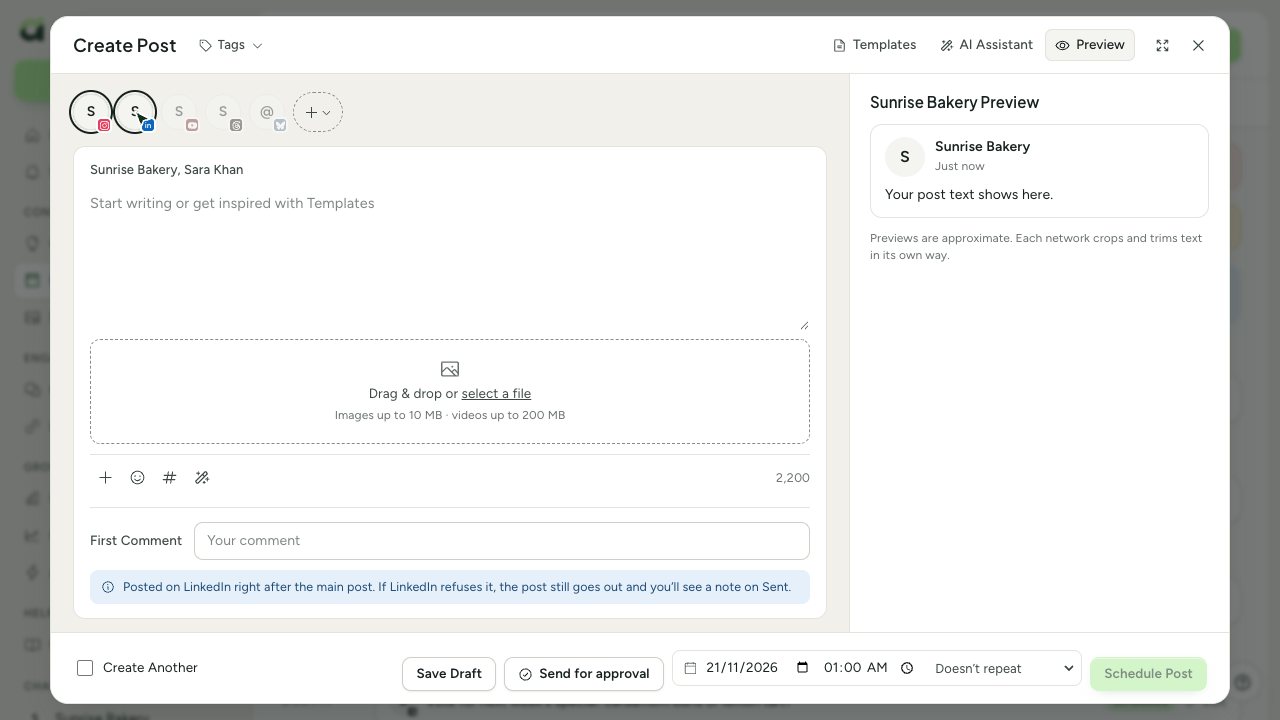 Create Post
Tags
Templates
AI Assistant
Preview
S
S
in
S
S
@
Sunrise Bakery, Sara Khan
Start writing or get inspired with Templates
Drag & drop or select a file
Images up to 10 MB · videos up to 200 MB
2,200
First Comment
Your comment
Posted on LinkedIn right after the main post. If LinkedIn refuses it, the post still goes out and you'll see a note on Sent.
Sunrise Bakery Preview
S
Sunrise Bakery
Just now
Your post text shows here.
Previews are approximate. Each network crops and trims text
in its own way.
Create Another
Save Draft
Send for approval
21/11/2026
01:00 AM
Doesn't repeat
Schedule Post